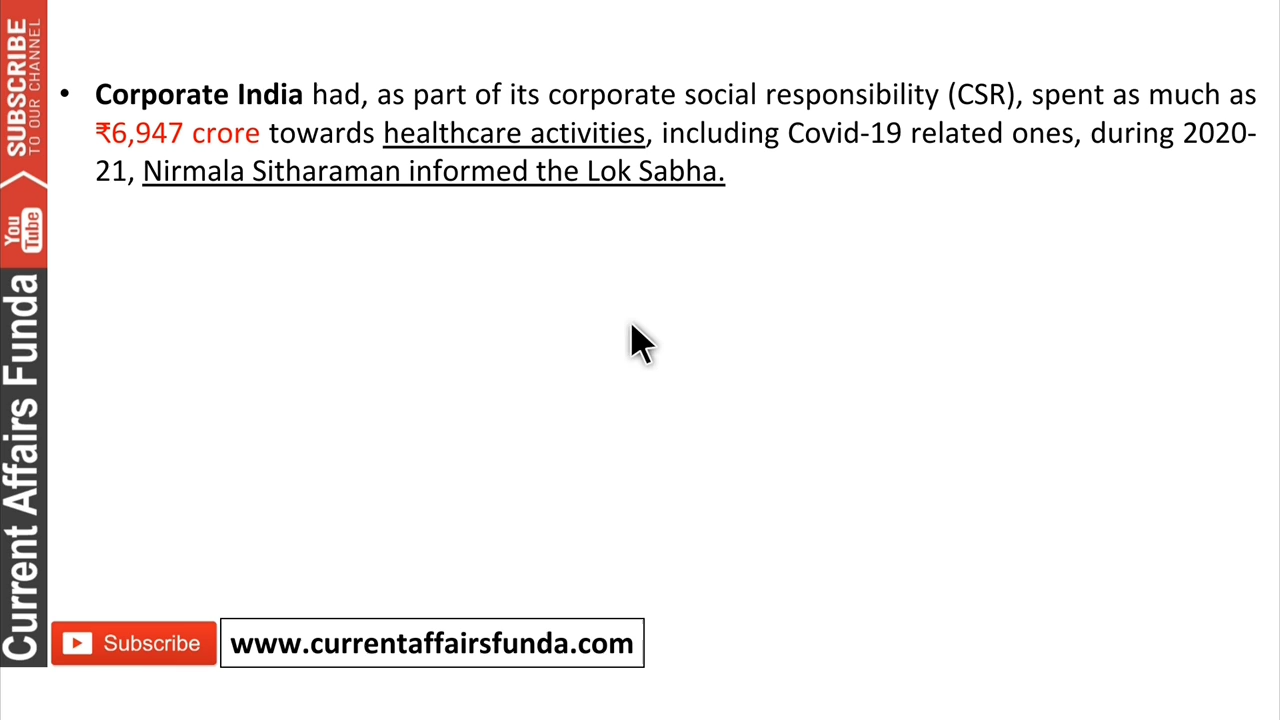 SUBSCRIBE
TO OUR CHANNEL
You
Tube
Current Affairs Funda
• Corporate India had, as part of its corporate social responsibility (CSR), spent as much as
₹6,947 crore towards healthcare activities, including Covid-19 related ones, during 2020-
21, Nirmala Sitharaman informed the Lok Sabha.
Subscribe
www.currentaffairsfunda.com